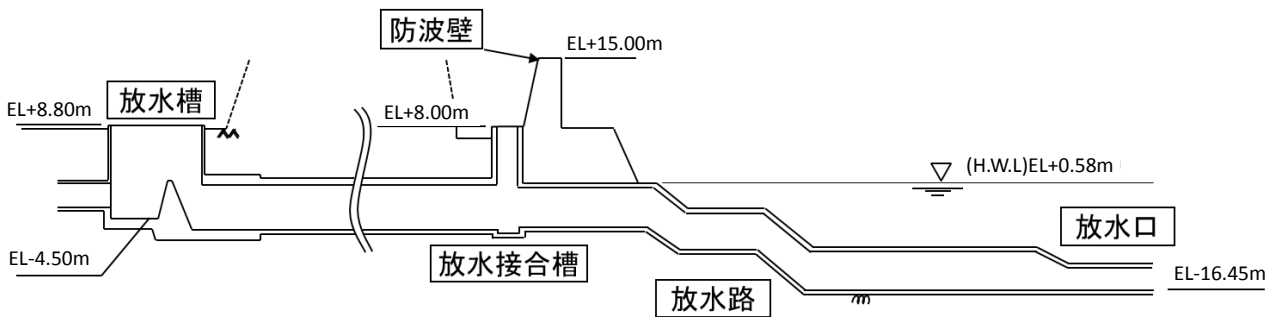 防波壁
EL+15.00m
放水槽
EL+8.80m
EL+8.00m
(H.W.L)EL+0.58m
放水口
EL-4.50m
放水接合槽
放水路
EL-16.45m